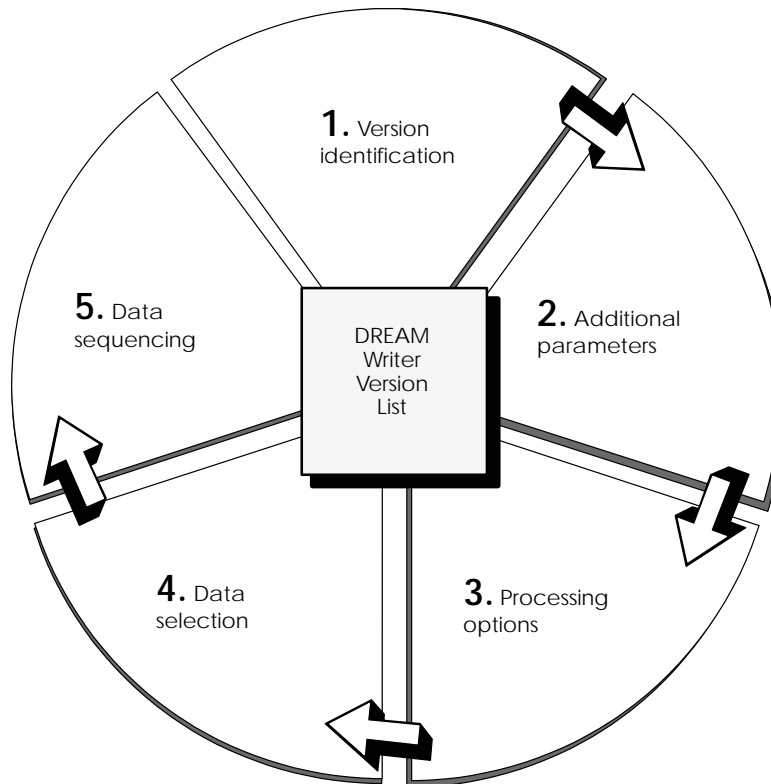 1. Version
identification
2. Additional
parameters
3. Processing
options
4. Data
selection
5. Data
sequencing
DREAM
Writer
Version
List